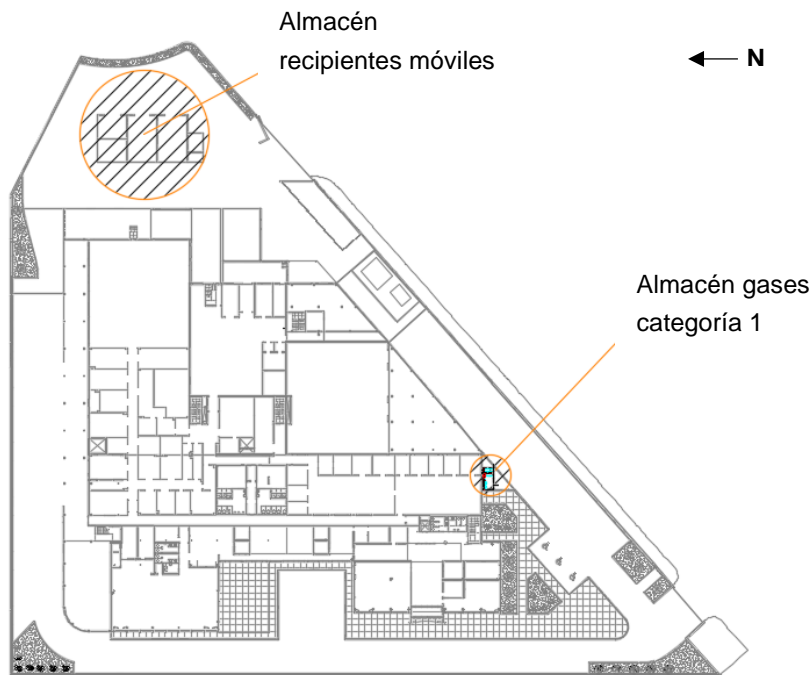 Almacén
recipientes móviles
N
Almacén gases
categoría 1